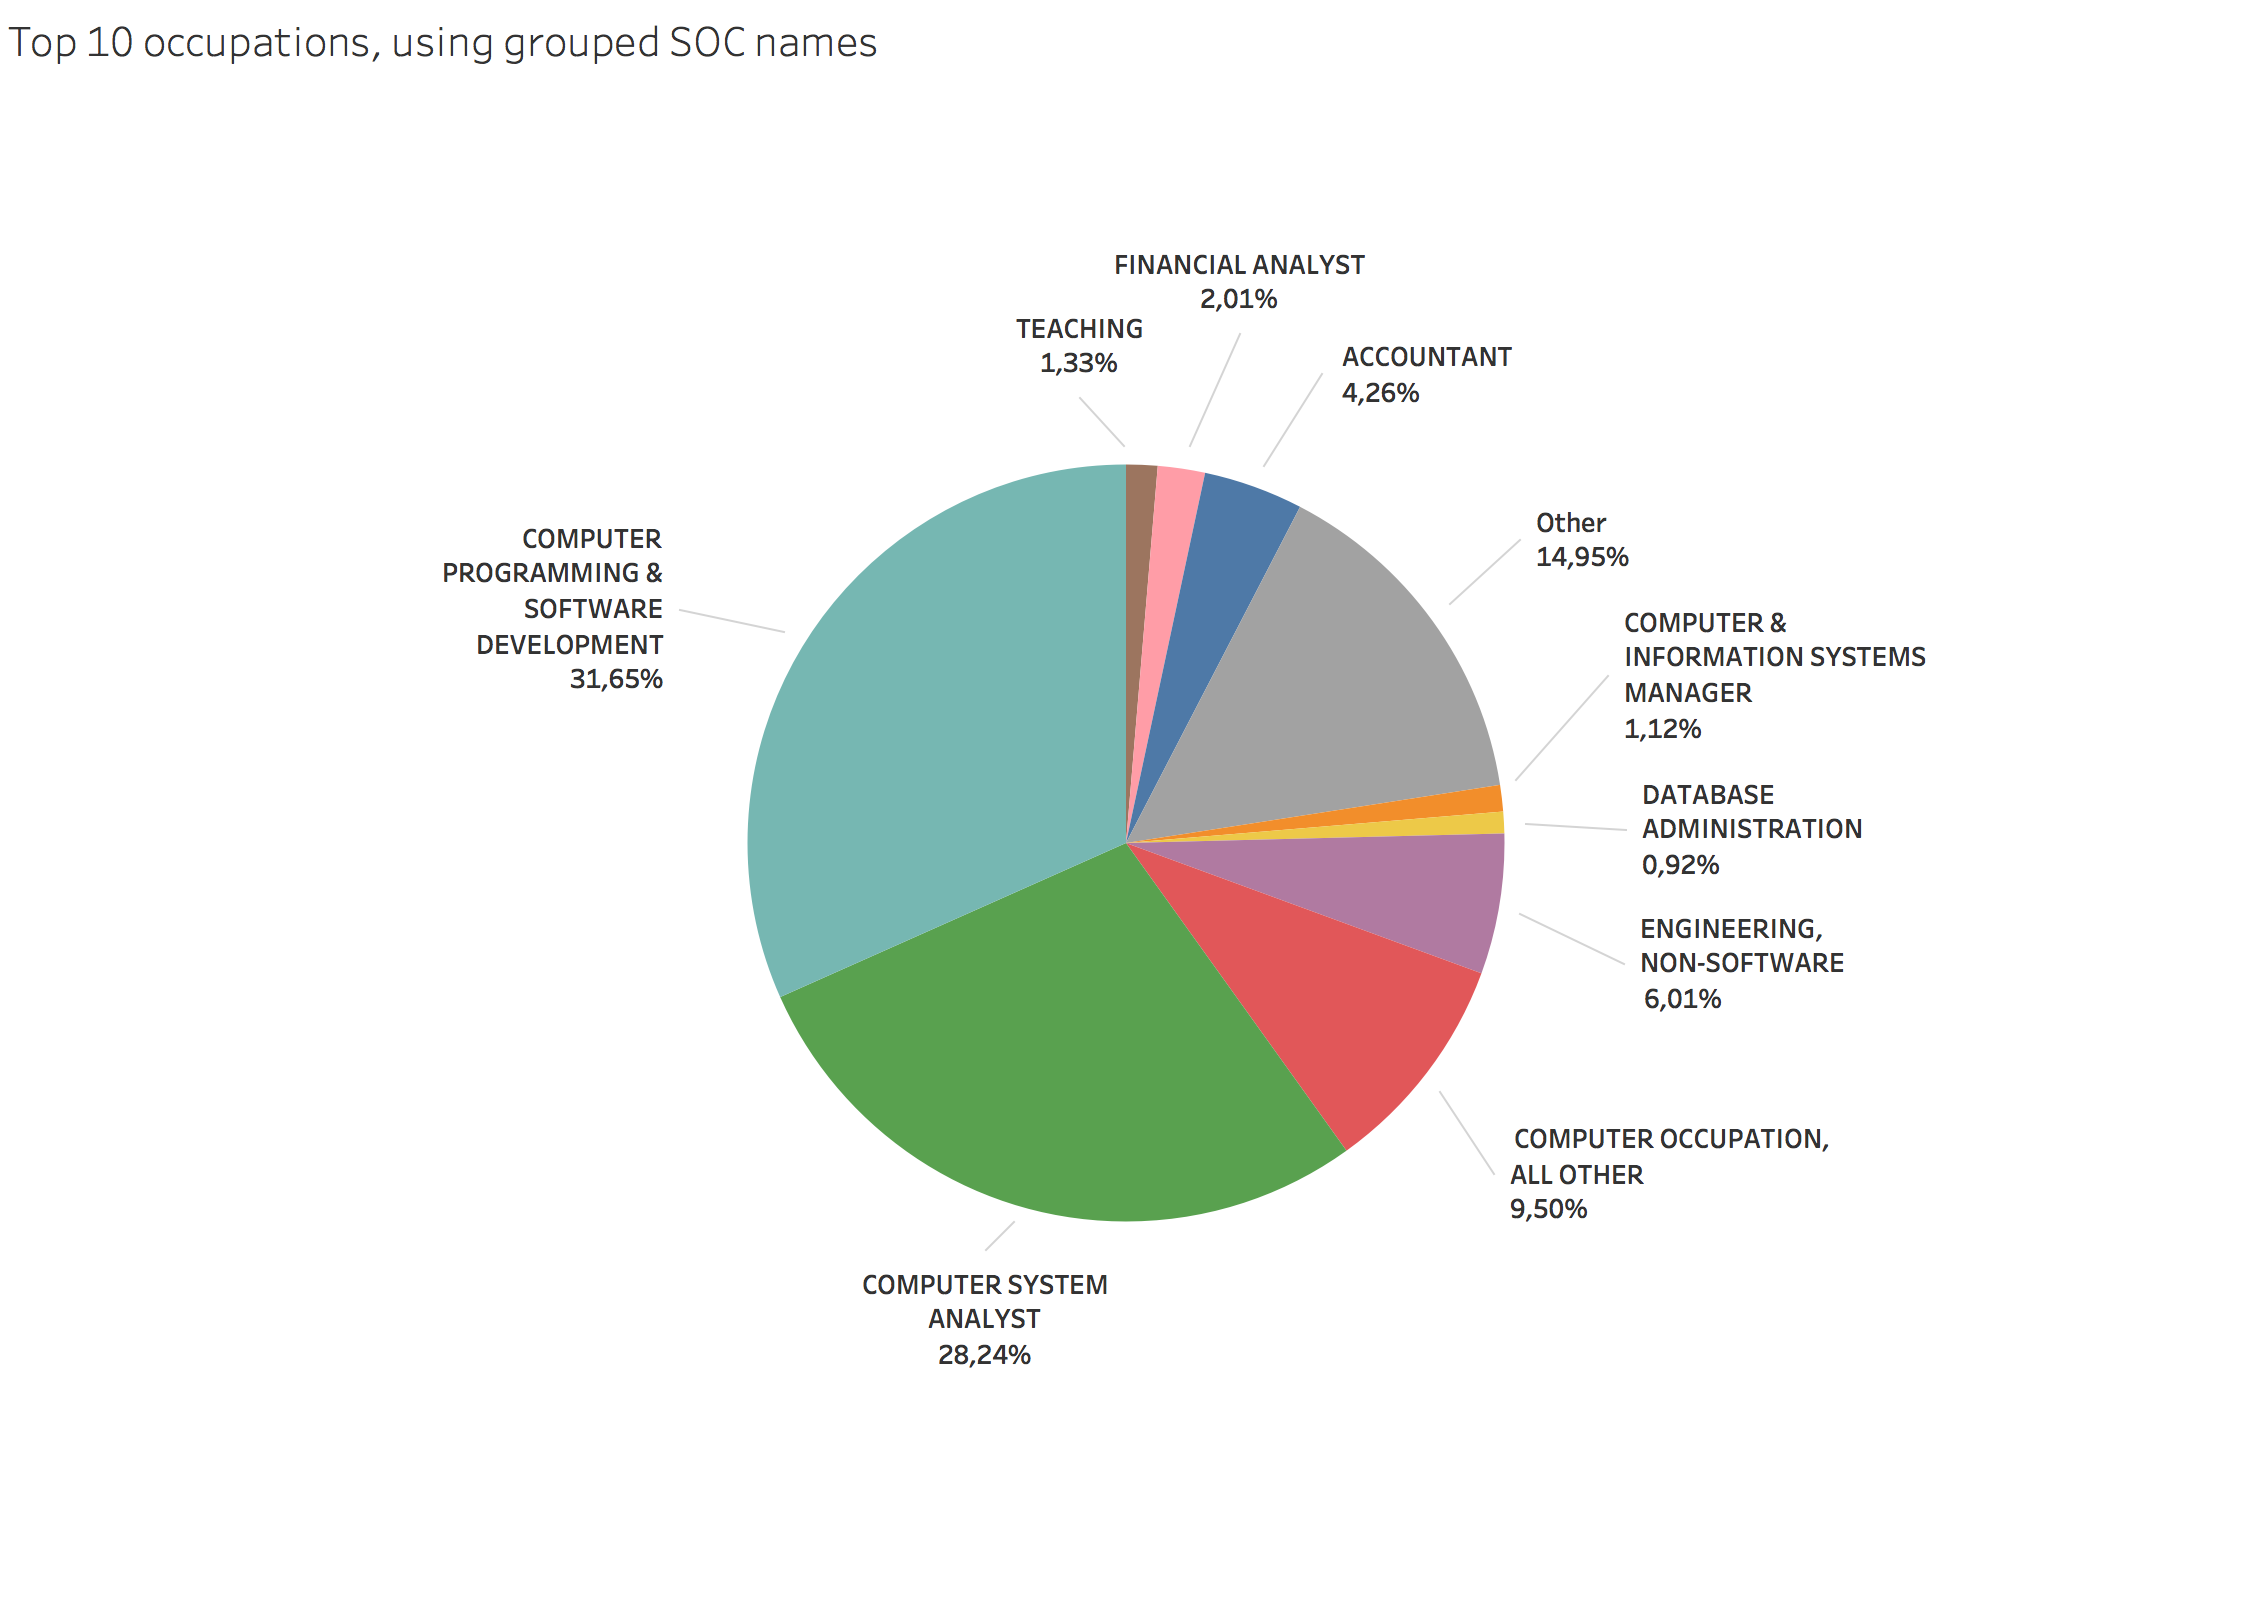 Top 10 occupations, using grouped SOC names
FINANCIAL ANALYST
2,01%
TEACHING
1,33%
ACCOUNTANT
4,26%
Other
14,95%
COMPUTER
PROGRAMMING &
SOFTWARE
DEVELOPMENT
31,65%
COMPUTER &
INFORMATION SYSTEMS
MANAGER
1,12%
DATABASE
ADMINISTRATION
0,92%
ENGINEERING,
NON-SOFTWARE
6,01%
COMPUTER OCCUPATION,
ALL OTHER
9,50%
COMPUTER SYSTEM
ANALYST
28,24%